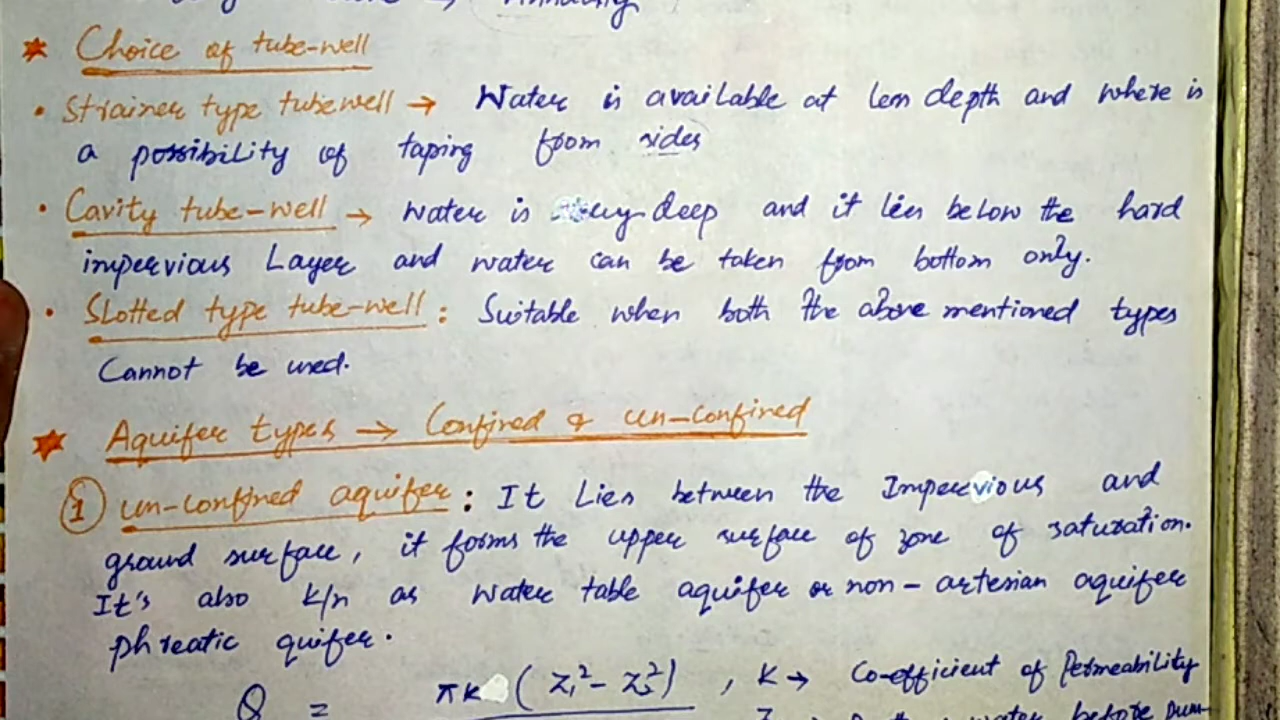 ★ Choice of tube-well
• Strainer type tubewell → Water is available at less depth and where is
a possibility of taping from sides
• Cavity tube-well → Water is very deep and it lies below the hard
impervious Layer and water can be taken from bottom only.
• Slotted type tube-well : Suitable when both the above mentioned types
Cannot be used.
★ Aquifer types → Confined & un-confined
① un-confined aquifer : It Lies between the Impervious and
ground surface, it forms the upper surface of zone of saturation.
It's also k/n as water table aquifer or non-artesian aquifer
phreatic quifer.
Q = πk (Z₁² - Z₂²) , k → Co-efficient of Permeability
water before pum-